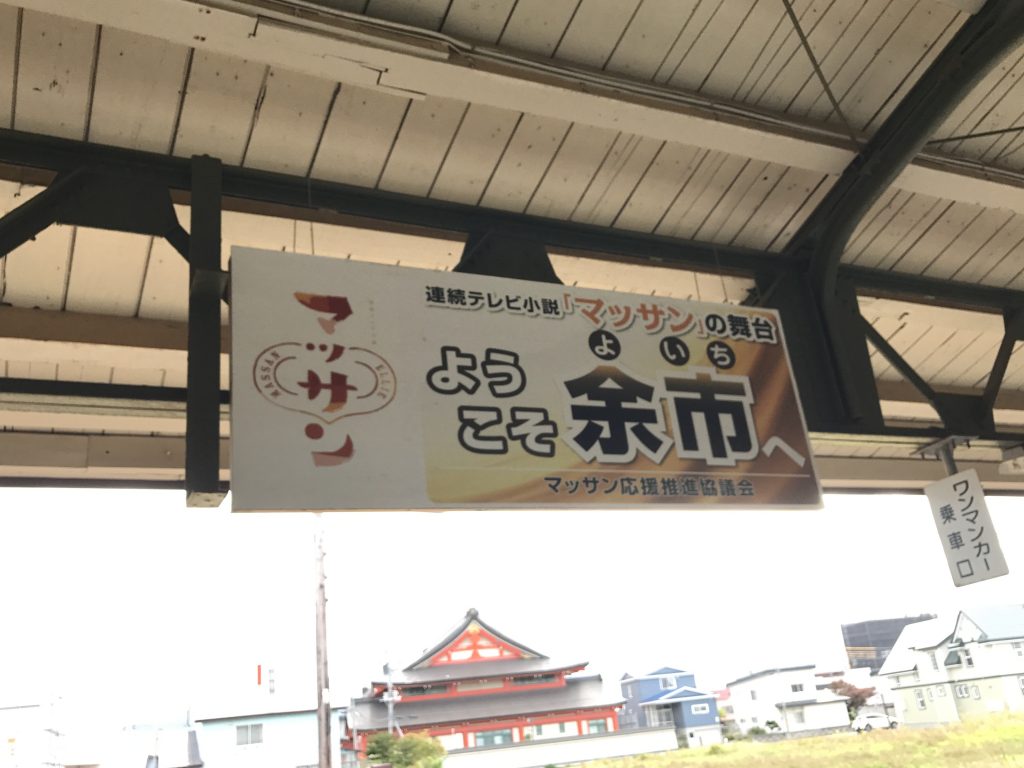 マッサン
MASSAN
ELLIE
連続テレビ小説「マッサン」の舞台
ようこそ
よいち
余市へ
マッサン応援推進協議会
ワンマンカー
乗車口